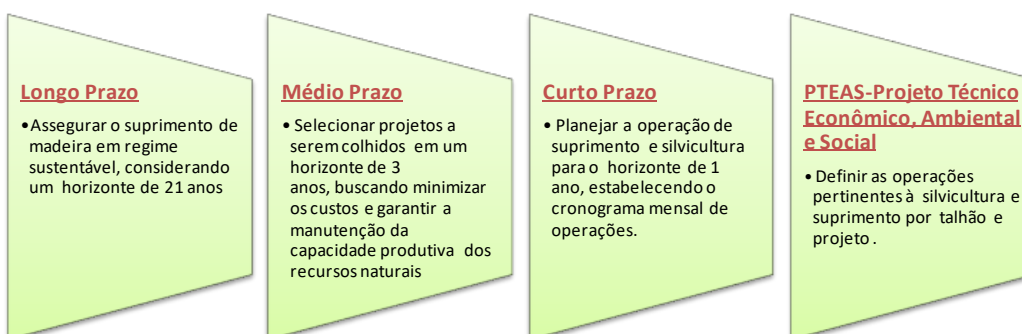 Longo Prazo
•Assegurar o suprimento de
madeira em regime
sustentável, considerando
um horizonte de 21 anos
Médio Prazo
• Selecionar projetos a
serem colhidos em um
horizonte de 3
anos, buscando minimizar
os custos e garantir a
manutenção da
capacidade produtiva dos
recursos naturais
Curto Prazo
• Planejar a operação de
suprimento e silvicultura
para o horizonte de 1
ano, estabelecendo o
cronograma mensal de
operações.
PTEAS-Projeto Técnico
Econômico, Ambiental
e Social
• Definir as operações
pertinentes à silvicultura e
suprimento por talhão e
projeto .